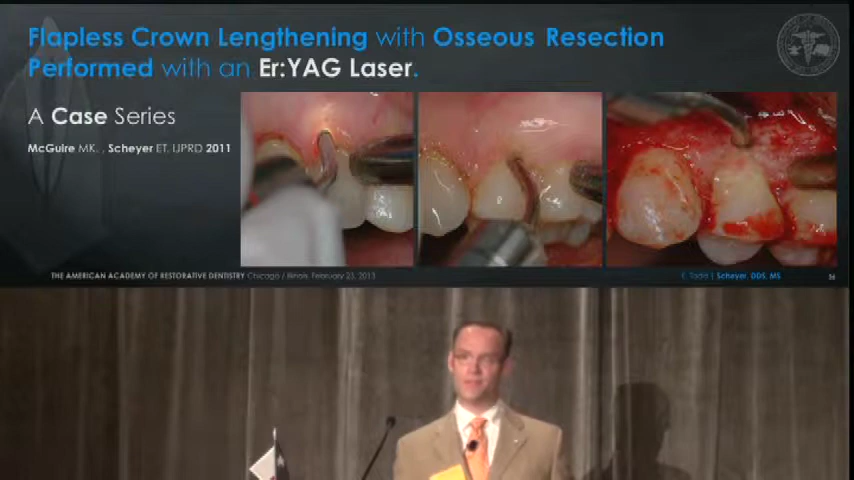 Flapless Crown Lengthening with Osseous Resection
Performed with an Er:YAG Laser.
A Case Series
McGuire MK. , Scheyer ET. IJPRD 2011
THE AMERICAN ACADEMY OF RESTORATIVE DENTISTRY Chicago / Illinois, February 23, 2013
E. Todd | Scheyer, DDS, MS